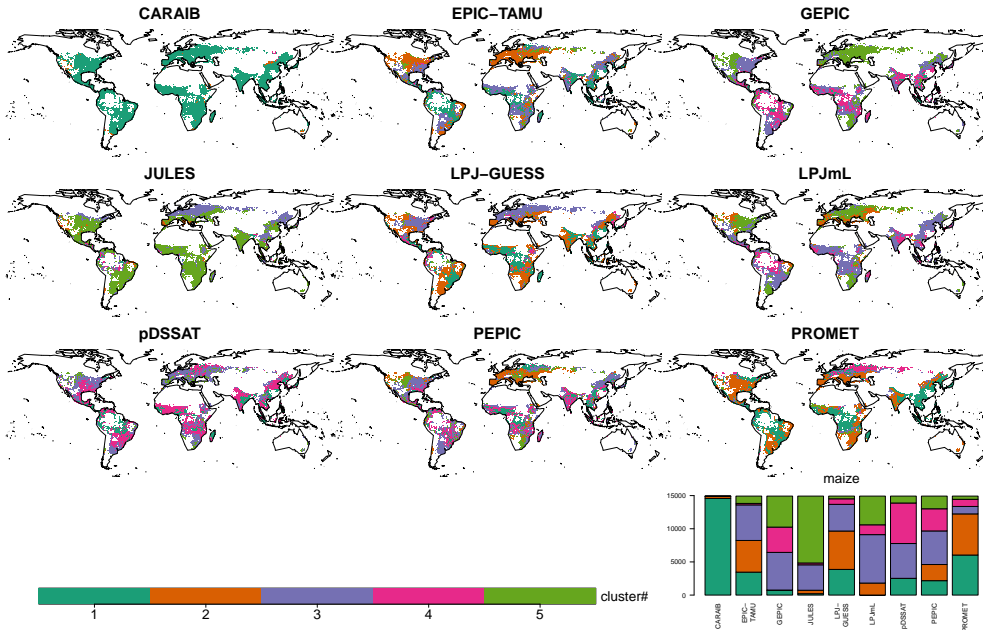 CARAIB
EPIC−TAMU
GEPIC
JULES
LPJ−GUESS
LPJmL
pDSSAT
PEPIC
PROMET
maize
15000
10000
5000
0
CARAIB
EPIC−
TAMU
GEPIC
JULES
LPJ−
GUESS
LPJmL
pDSSAT
PEPIC
PROMET
cluster#
1 2 3 4 5